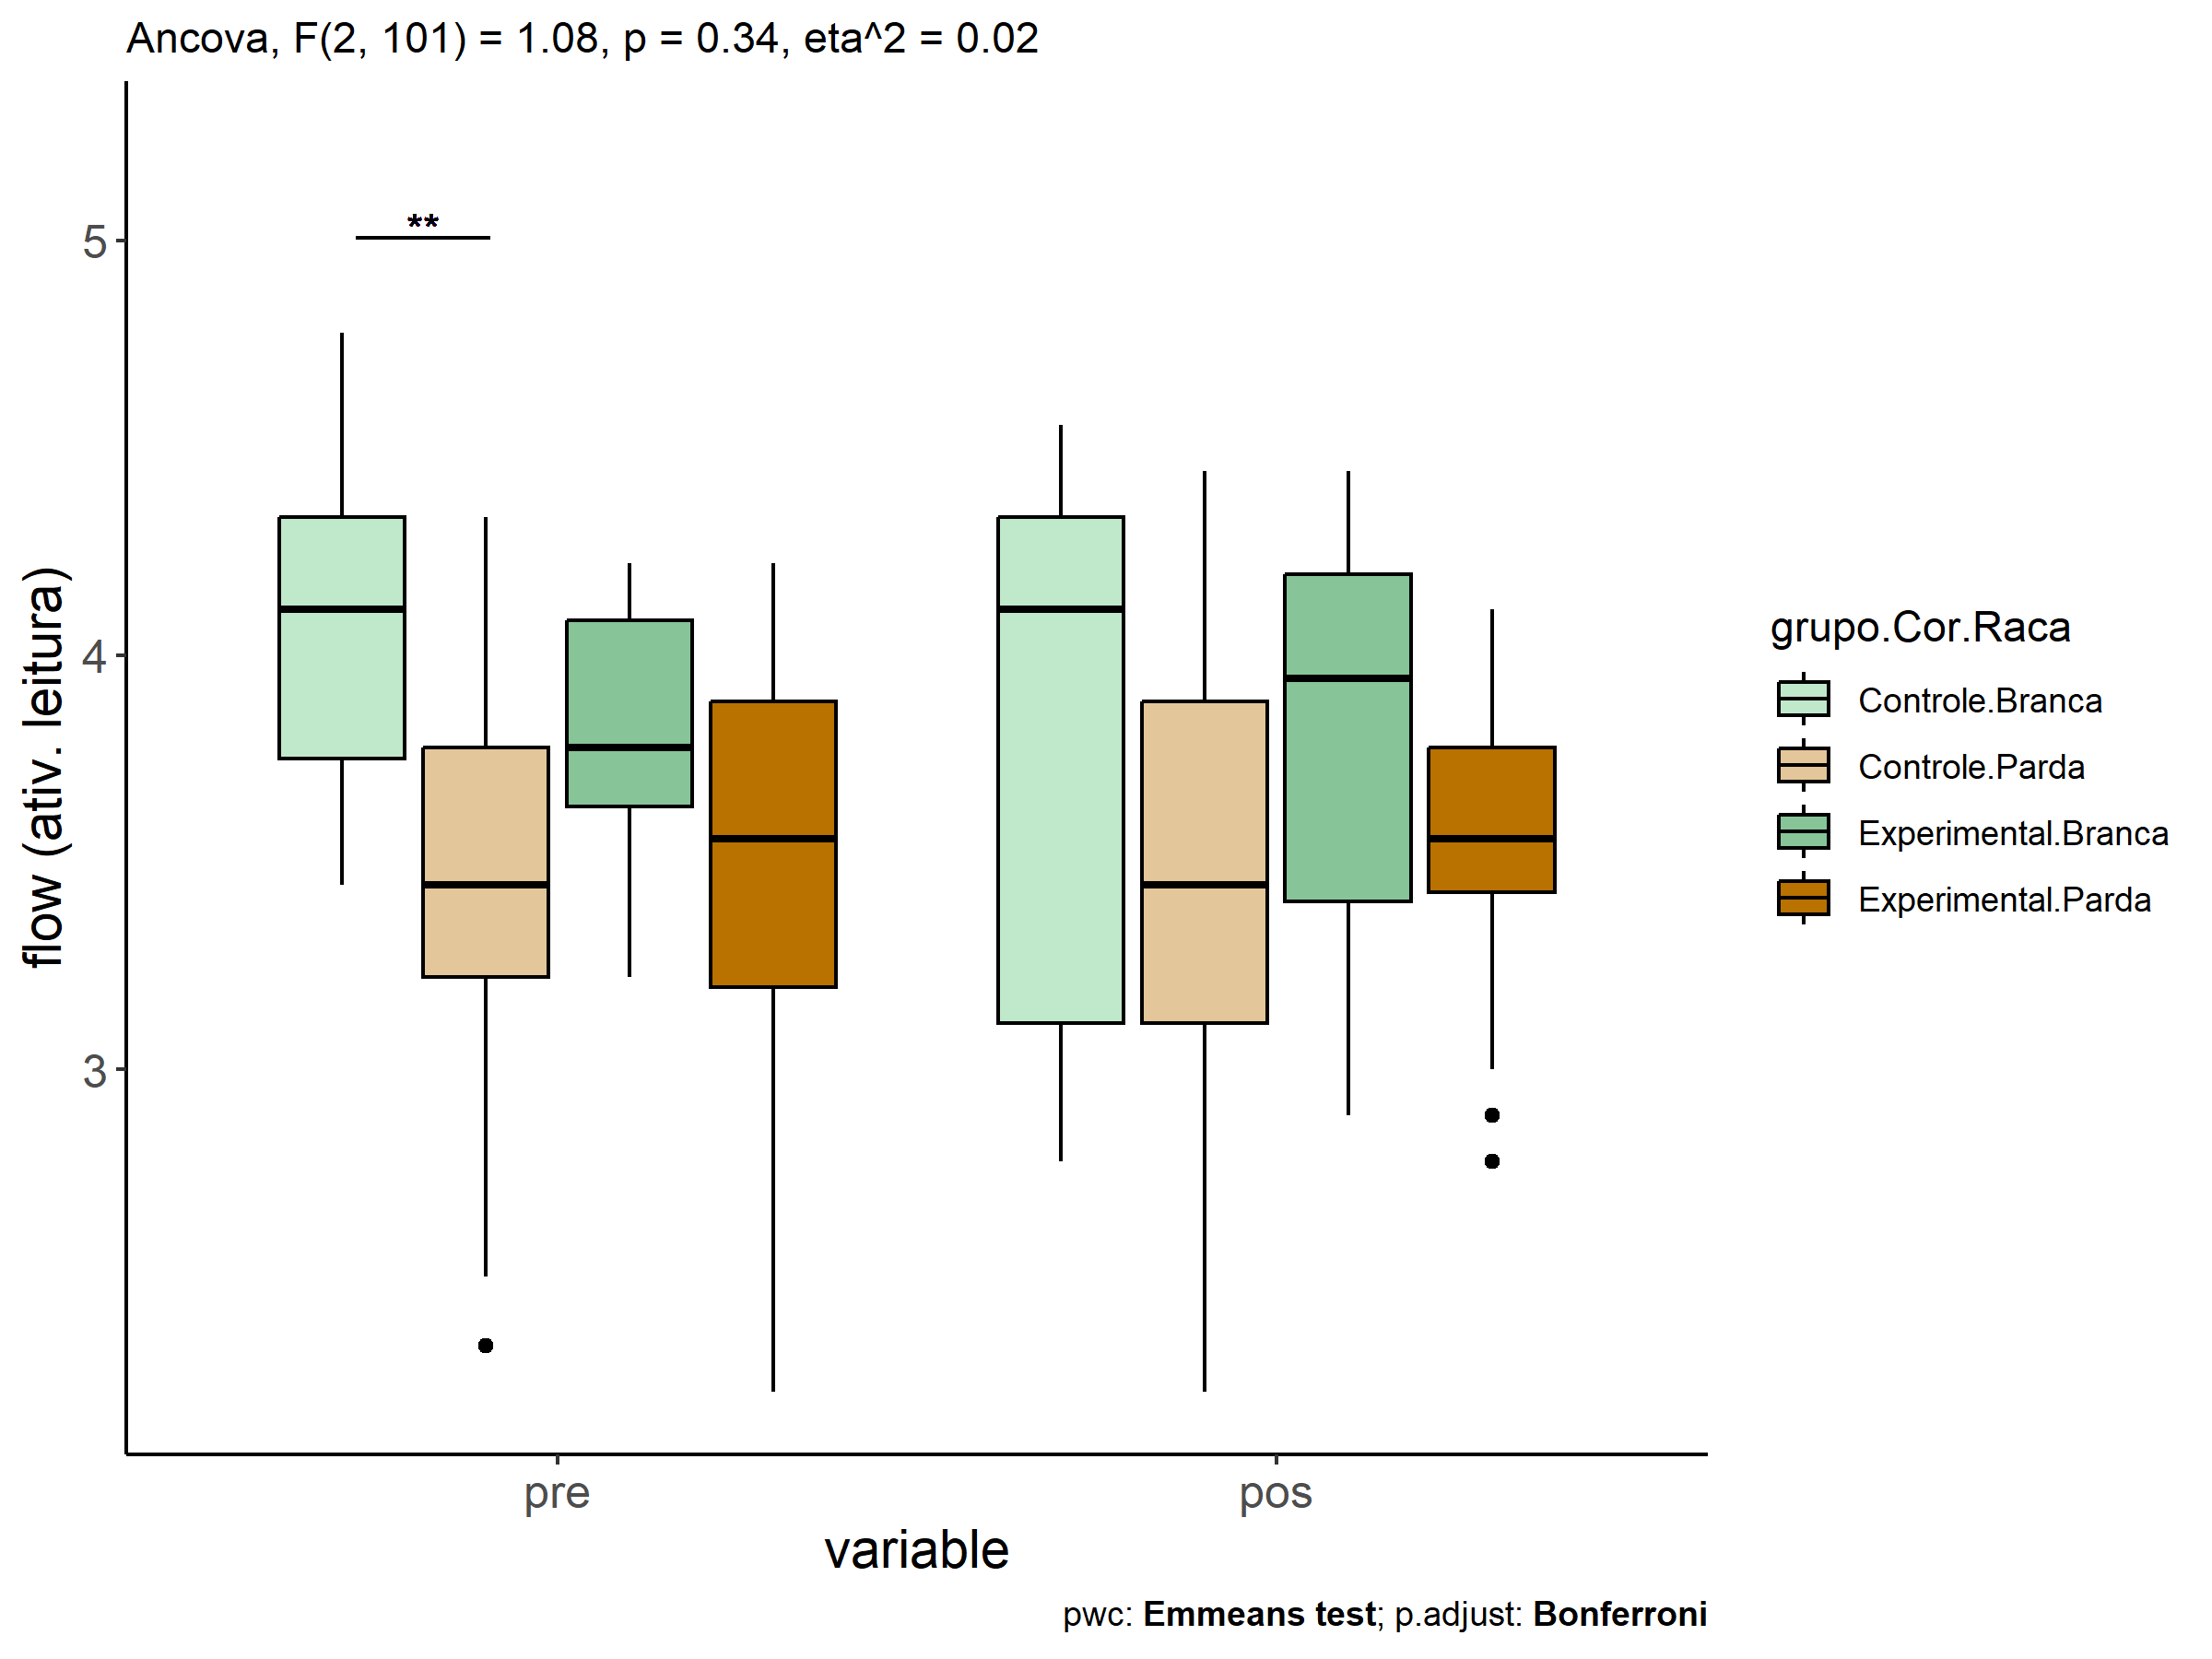 Ancova, F(2, 101) = 1.08, p = 0.34, eta^2 = 0.02
flow (ativ. leitura)
5
4
3
**
pre
pos
variable
grupo.Cor.Raca
Controle.Branca
Controle.Parda
Experimental.Branca
Experimental.Parda
pwc: Emmeans test; p.adjust: Bonferroni